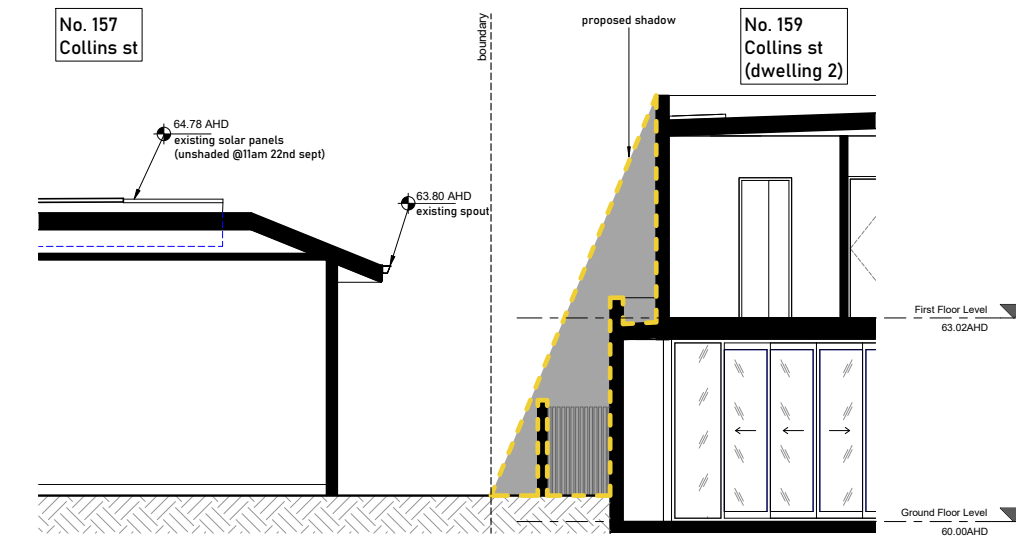 No. 157
Collins st
boundary
proposed shadow
No. 159
Collins st
(dwelling 2)
64.78 AHD
existing solar panels
(unshaded @11am 22nd sept)
63.80 AHD
existing spout
First Floor Level
63.02AHD
Ground Floor Level
60.00AHD